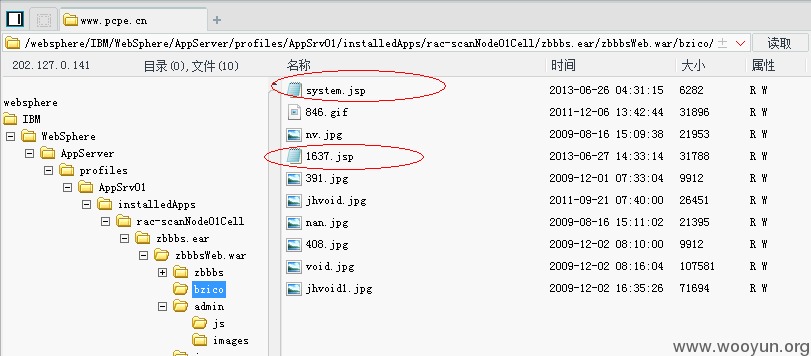 www.pcpe.cn
/websphere/IBM/WebSphere/AppServer/profiles/AppSrv01/installedApps/rac-scanNode01Cell/zbbbs.ear/zbbbsWeb.war/bzico/ 读取
202.127.0.141 目录(0),文件(10) 名称 时间 大小 属性
websphere
IBM
WebSphere
AppServer
profiles
AppSrv01
installedApps
rac-scanNode01Cell
zbbbs.ear
zbbbsWeb.war
zbbbs
bzico
admin
js
images
system.jsp 2013-06-26 04:31:15 6282 R W
846.gif 2011-12-06 13:42:44 31896 R W
nv.jpg 2009-08-16 15:09:38 21953 R W
1637.jsp 2013-06-27 14:33:14 31788 R W
391.jpg 2009-12-01 07:33:04 9912 R W
jhvoid.jpg 2011-09-21 07:40:00 26451 R W
nan.jpg 2009-08-16 15:11:02 21395 R W
408.jpg 2009-12-02 08:10:00 9912 R W
void.jpg 2009-12-02 08:16:04 107581 R W
jhvoid1.jpg 2009-12-02 16:35:26 71694 R W
www.wooyun.org